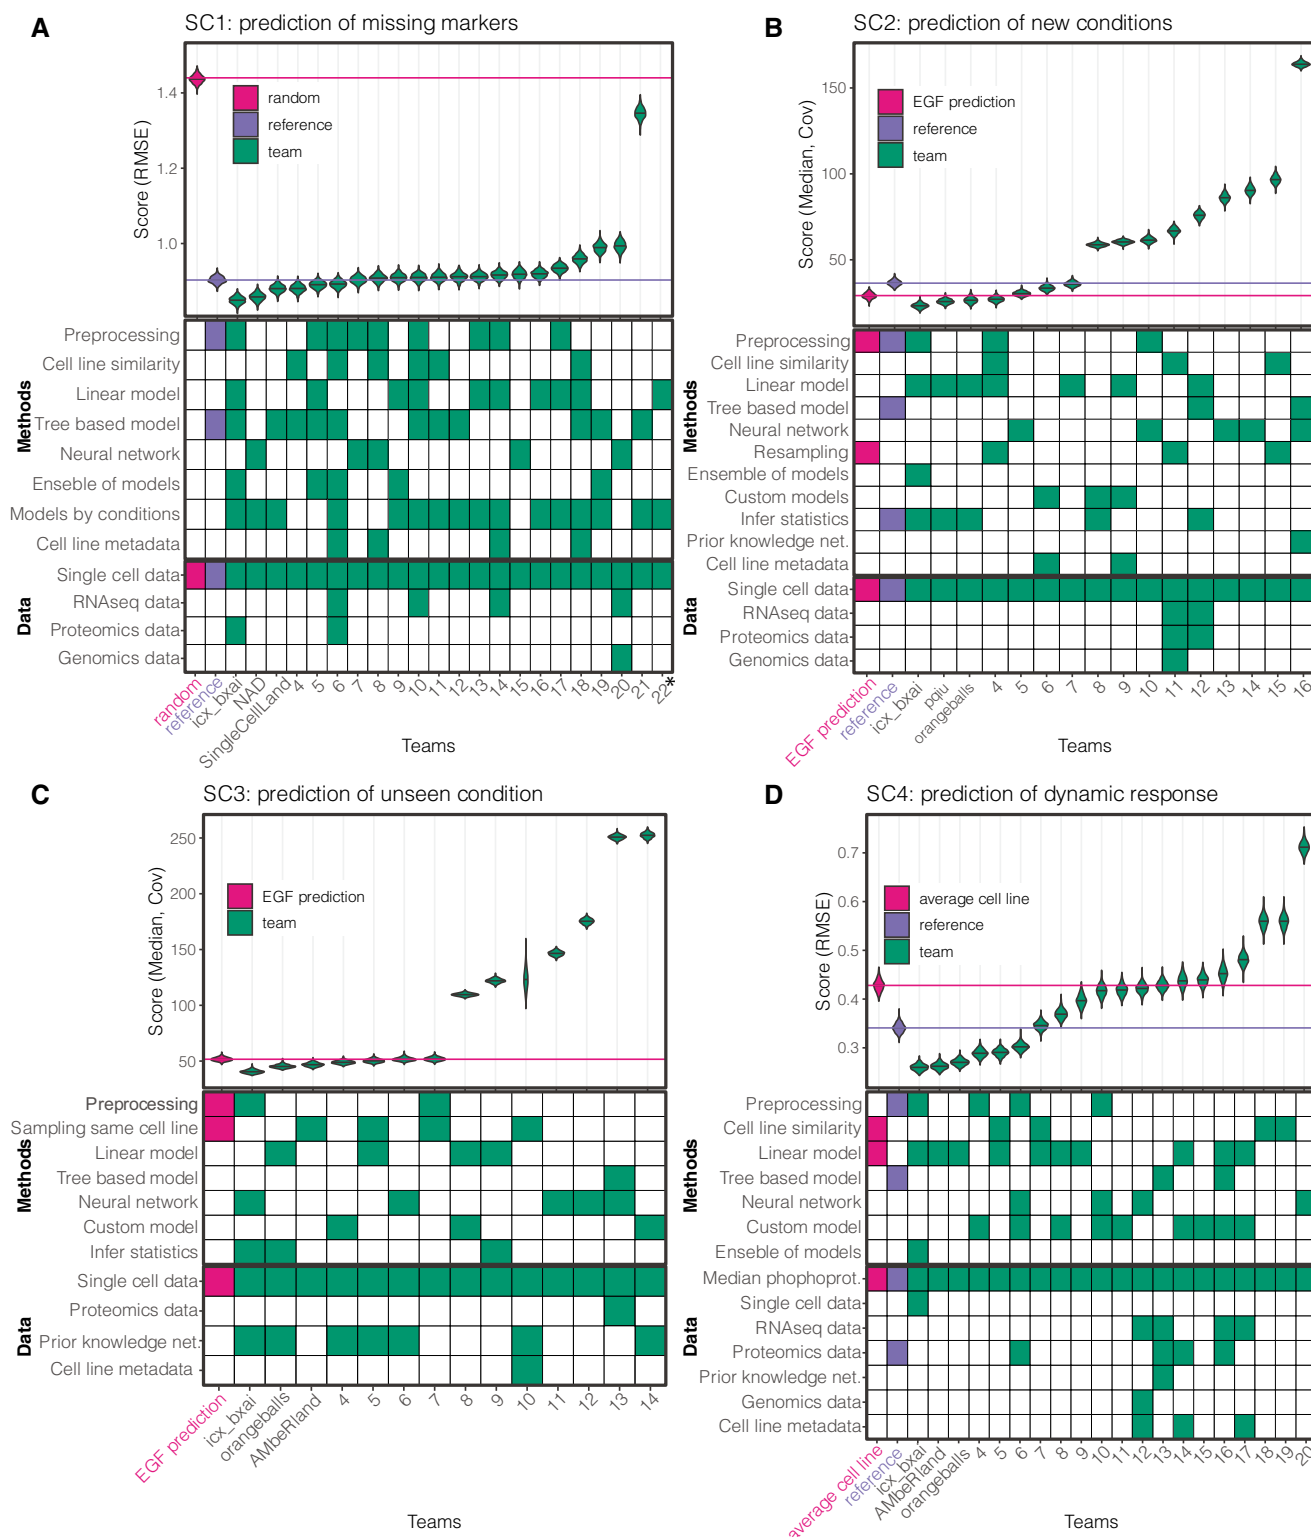 A
SC1: prediction of missing markers
Score (RMSE)
1.4
1.2
1.0
random
reference
team
Methods
Preprocessing
Cell line similarity
Linear model
Tree based model
Neural network
Enseble of models
Models by conditions
Cell line metadata
Data
Single cell data
RNAseq data
Proteomics data
Genomics data
random
reference
icx_bxai
NAD
SingleCellLand
4
5
6
7
8
9
10
11
12
13
14
15
16
17
18
19
20
21
22*
Teams
B
SC2: prediction of new conditions
Score (Median, Cov)
150
100
50
EGF prediction
reference
team
Methods
Preprocessing
Cell line similarity
Linear model
Tree based model
Neural network
Resampling
Ensemble of models
Custom models
Infer statistics
Prior knowledge net.
Cell line metadata
Data
Single cell data
RNAseq data
Proteomics data
Genomics data
EGF prediction
reference
icx_bxai
pqiu
orangeballs
4
5
6
7
8
9
10
11
12
13
14
15
16
Teams
C
SC3: prediction of unseen condition
Score (Median, Cov)
250
200
150
100
50
EGF prediction
team
Methods
Preprocessing
Sampling same cell line
Linear model
Tree based model
Neural network
Custom model
Infer statistics
Data
Single cell data
Proteomics data
Prior knowledge net.
Cell line metadata
EGF prediction
icx_bxai
orangeballs
AMbeRland
4
5
6
7
8
9
10
11
12
13
14
Teams
D
SC4: prediction of dynamic response
Score (RMSE)
0.7
0.6
0.5
0.4
0.3
average cell line
reference
team
Methods
Preprocessing
Cell line similarity
Linear model
Tree based model
Neural network
Custom model
Enseble of models
Data
Median phophoprot.
Single cell data
RNAseq data
Proteomics data
Prior knowledge net.
Genomics data
Cell line metadata
average cell line
reference
icx_bxai
AMbeRland
orangeballs
4
5
6
7
8
9
10
11
12
13
14
15
16
17
18
19
20
Teams